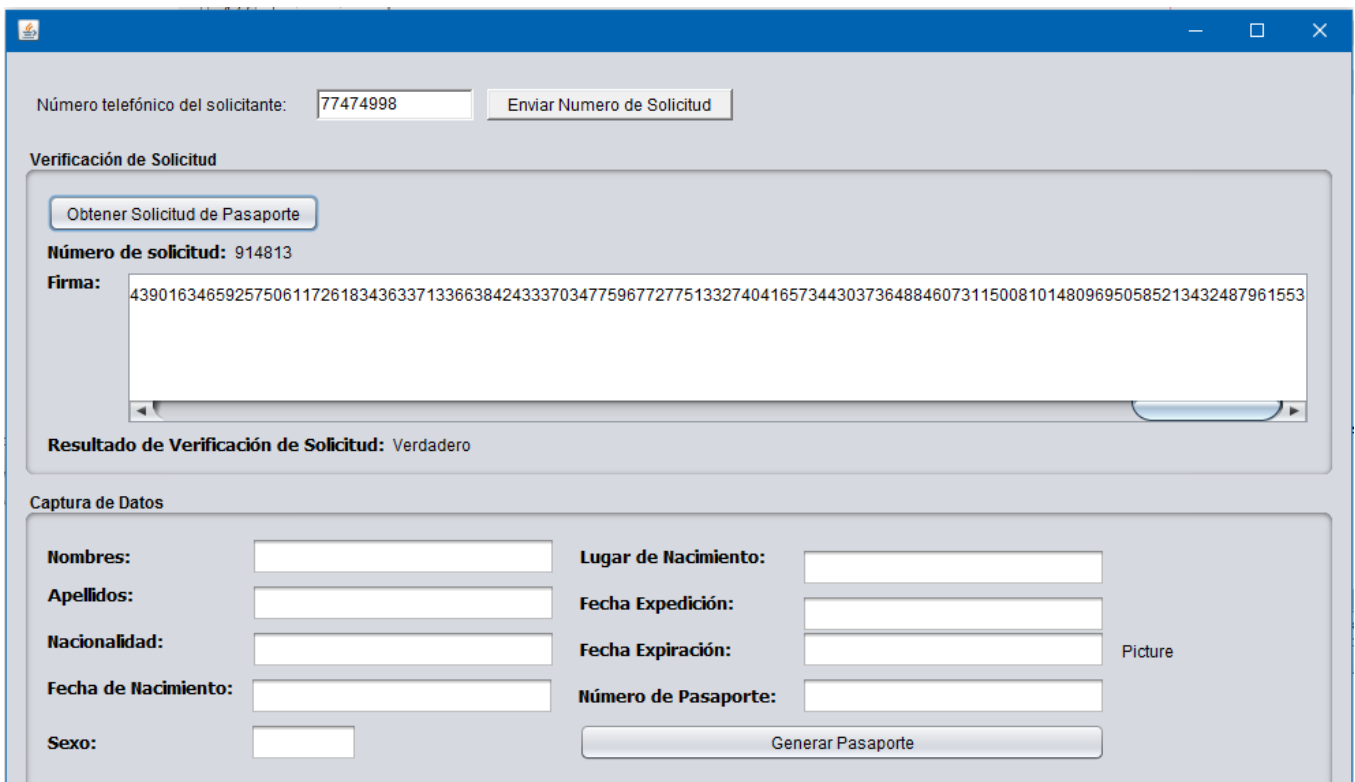 Número telefónico del solicitante: 77474998 Enviar Numero de Solicitud
Verificación de Solicitud
Obtener Solicitud de Pasaporte
Número de solicitud: 914813
Firma: 4390163465925750611726183436337133663842433370347759677277513327404165734430373648846073115008101480969505852134324879615​53
Resultado de Verificación de Solicitud: Verdadero
Captura de Datos
Nombres: Lugar de Nacimiento:
Apellidos: Fecha Expedición:
Nacionalidad: Fecha Expiración: Picture
Fecha de Nacimiento: Número de Pasaporte:
Sexo: Generar Pasaporte